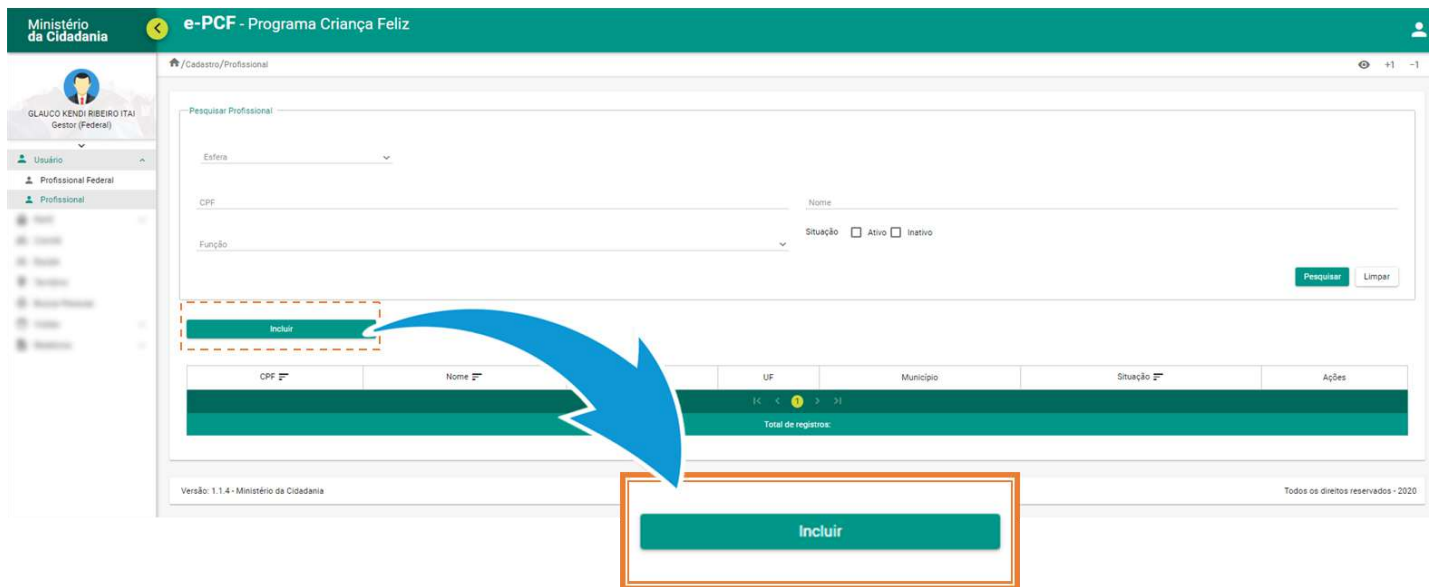 Ministério
da Cidadania
e-PCF - Programa Criança Feliz
/Cadastro/Profissional
+1 -1
GLAUCO KENDI RIBEIRO ITAI
Gestor (Federal)
Usuário
Profissional Federal
Profissional
Pesquisar Profissional
Esfera
CPF
Nome
Função
Situação Ativo Inativo
Pesquisar Limpar
Incluir
CPF Nome UF Município Situação Ações
1
Total de registros:
Versão: 1.1.4 - Ministério da Cidadania
Todos os direitos reservados - 2020
Incluir